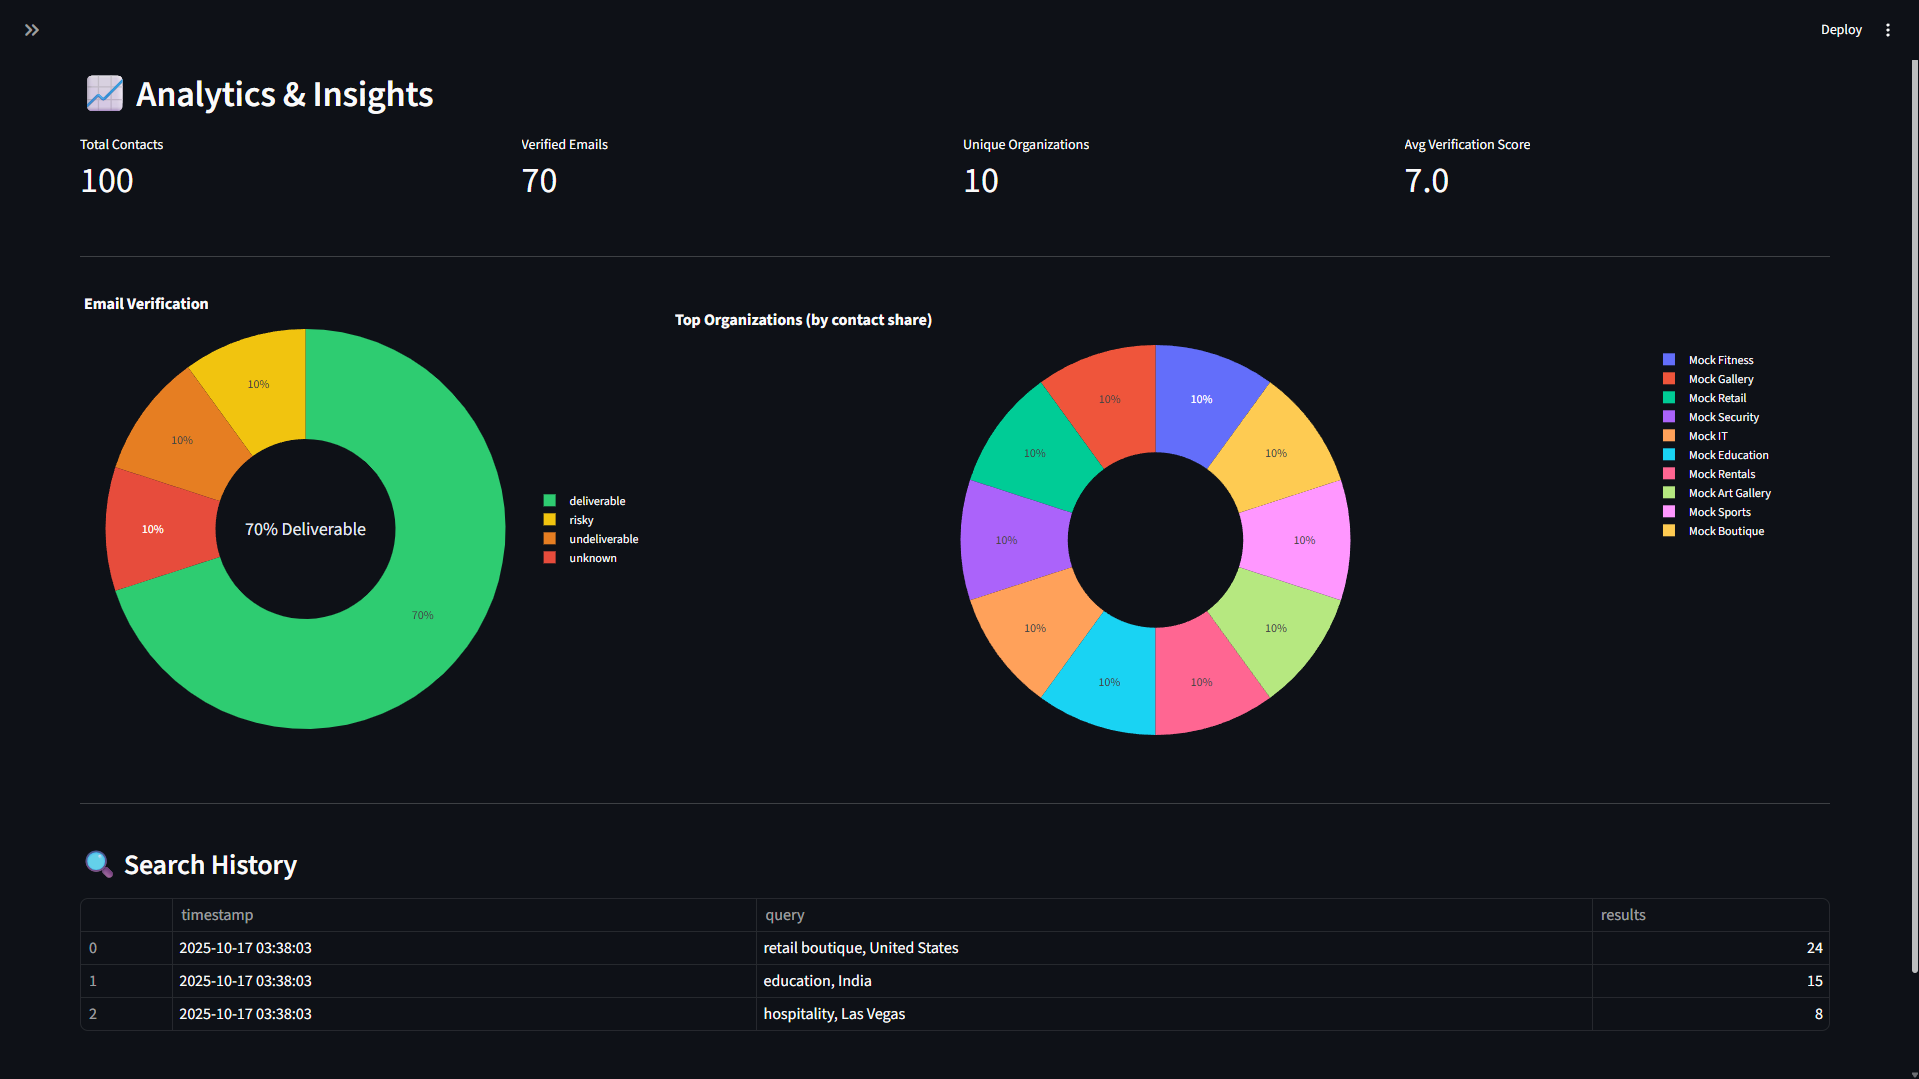 Deploy
Analytics & Insights
Total Contacts
100
Verified Emails
70
Unique Organizations
10
Avg Verification Score
7.0
Email Verification
10%
10%
10%
70% Deliverable
70%
deliverable
risky
undeliverable
unknown
Top Organizations (by contact share)
10%
10%
10%
10%
10%
10%
10%
10%
10%
10%
Mock Fitness
Mock Gallery
Mock Retail
Mock Security
Mock IT
Mock Education
Mock Rentals
Mock Art Gallery
Mock Sports
Mock Boutique
Search History
timestamp query results
0 2025-10-17 03:38:03 retail boutique, United States 24
1 2025-10-17 03:38:03 education, India 15
2 2025-10-17 03:38:03 hospitality, Las Vegas 8